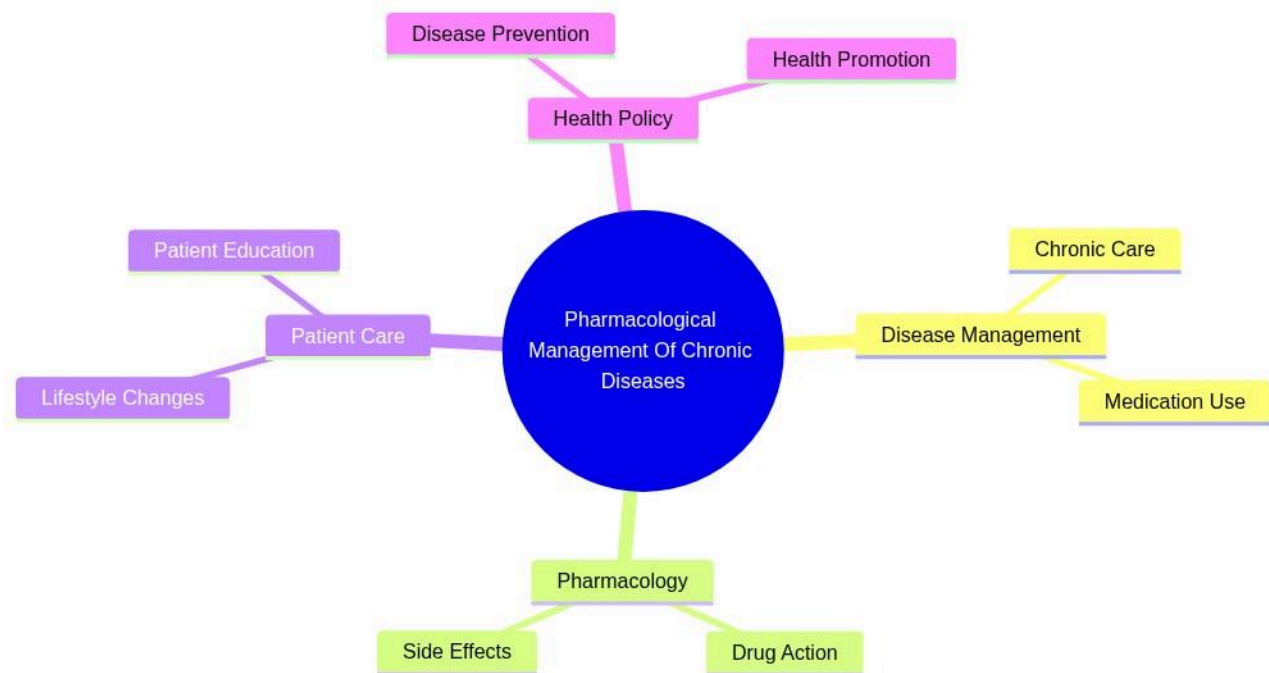 Disease Prevention
Health Promotion
Health Policy
Patient Education
Chronic Care
Patient Care
Pharmacological
Management Of Chronic
Diseases
Disease Management
Lifestyle Changes
Medication Use
Pharmacology
Side Effects
Drug Action